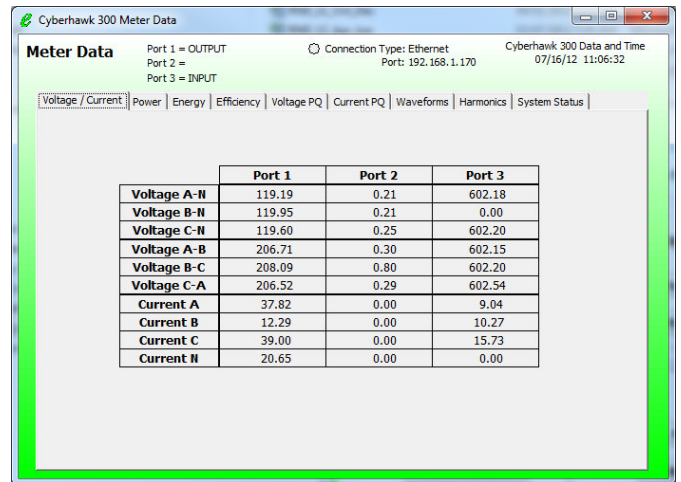 Cyberhawk 300 Meter Data
Meter Data
Port 1 = OUTPUT
Port 2 =
Port 3 = INPUT
Connection Type: Ethernet
Port: 192.168.1.170
Cyberhawk 300 Data and Time
07/16/12 11:06:32
Voltage / Current Power Energy Efficiency Voltage PQ Current PQ Waveforms Harmonics System Status
Port 1 Port 2 Port 3
Voltage A-N 119.19 0.21 602.18
Voltage B-N 119.95 0.21 0.00
Voltage C-N 119.60 0.25 602.20
Voltage A-B 206.71 0.30 602.15
Voltage B-C 208.09 0.80 602.20
Voltage C-A 206.52 0.29 602.54
Current A 37.82 0.00 9.04
Current B 12.29 0.00 10.27
Current C 39.00 0.00 15.73
Current N 20.65 0.00 0.00